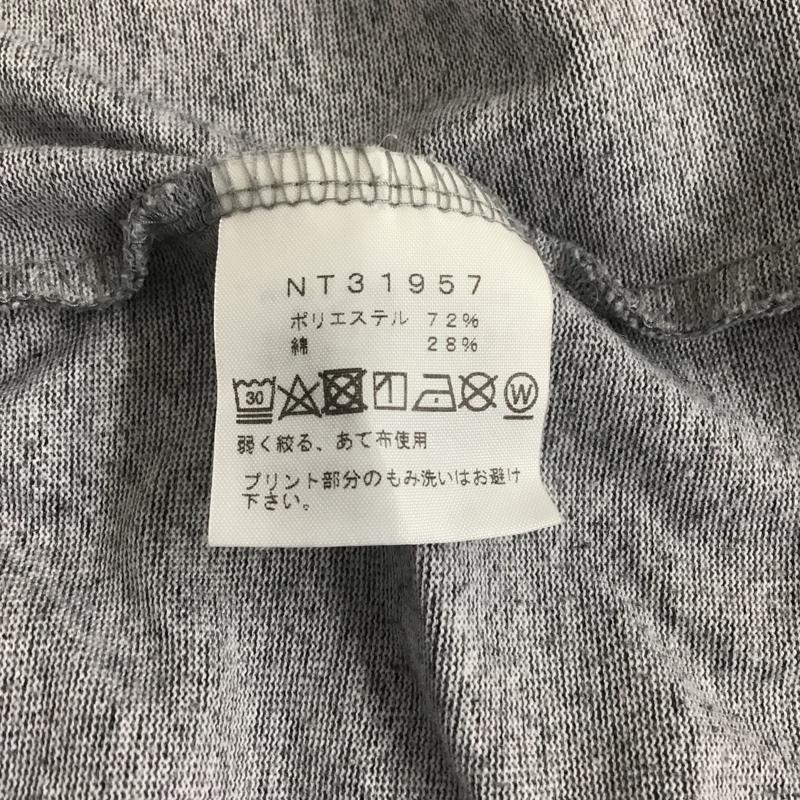 NT31957
ポリエステル 72%
綿 28%
30 W
弱く絞る、あて布使用
プリント部分のもみ洗いはお避け
下さい。